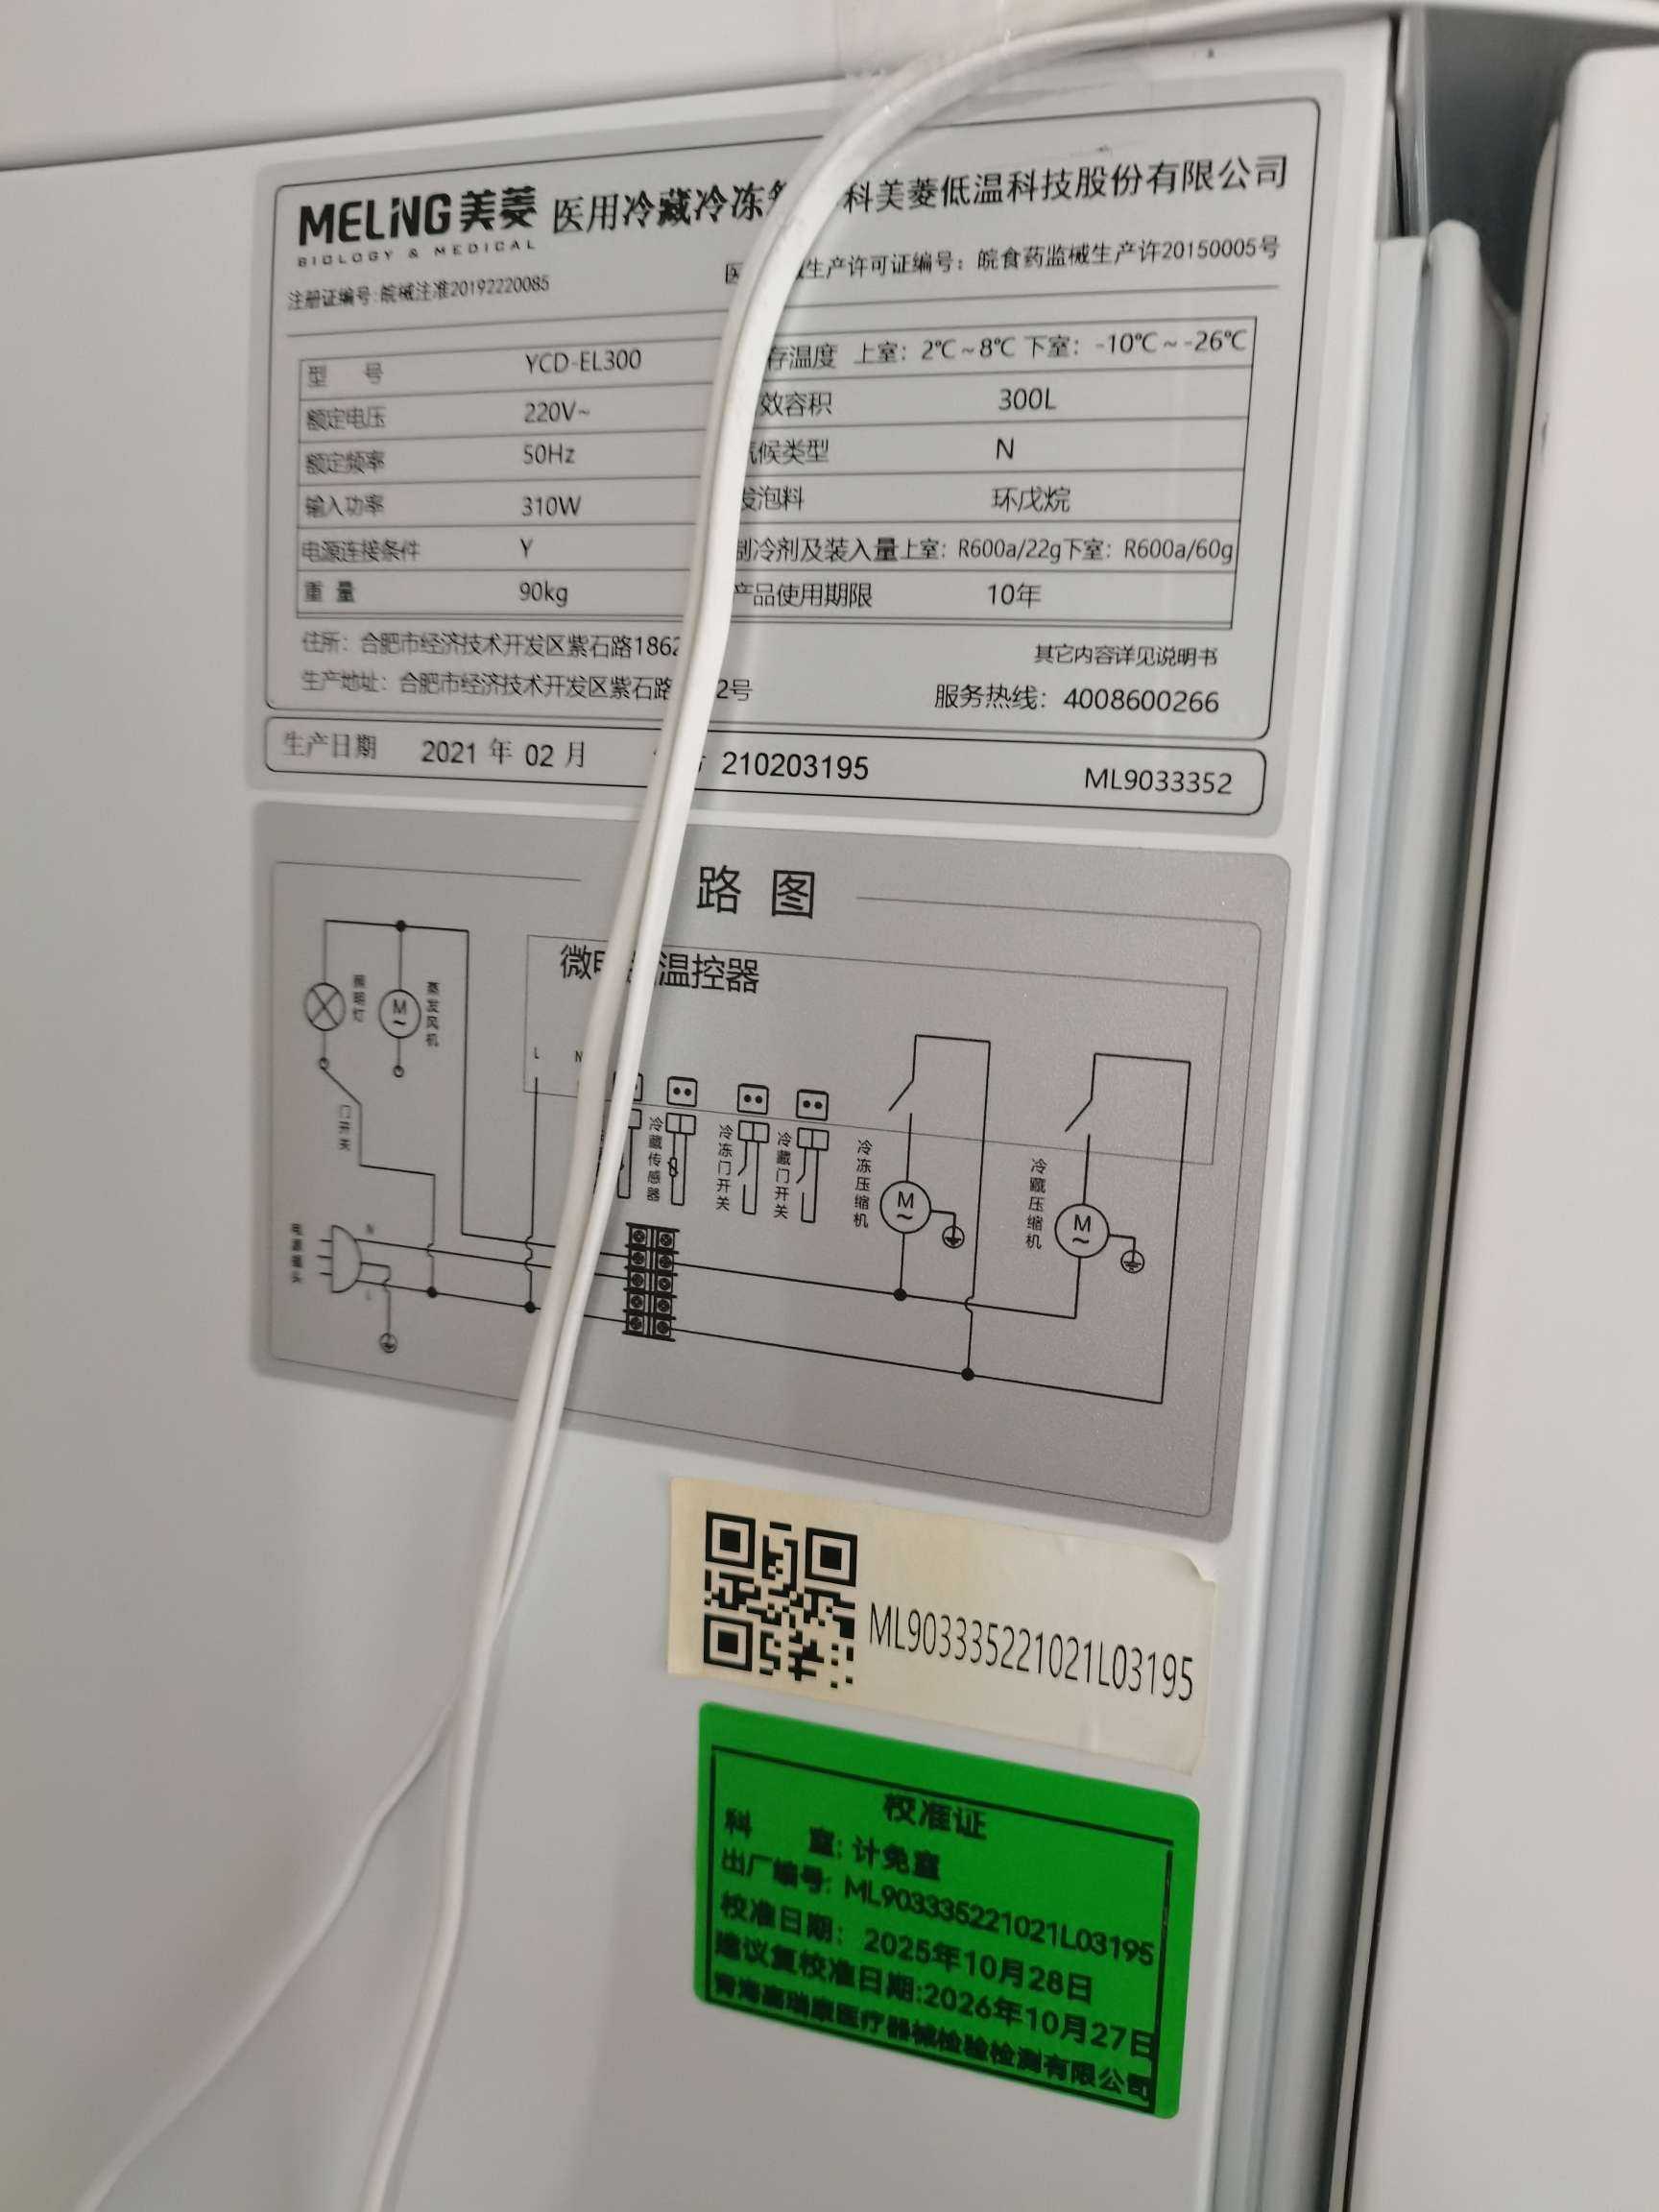 MELING美菱 医用冷藏冷冻 科美菱低温科技股份有限公司
BIOLOGY & MEDICAL
注册证编号:皖械注准20192220085 医 生产许可证编号：皖食药监械生产许20150005号
型 号 YCD-EL300 存温度 上室：2℃~8℃ 下室：-10℃~-26℃
额定电压 220V~ 效容积 300L
额定频率 50Hz 候类型 N
输入功率 310W 发泡料 环戊烷
电源连接条件 Y 制冷剂及装入量 上室：R600a/22g下室：R600a/60g
重 量 90kg 产品使用期限 10年
住所：合肥市经济技术开发区紫石路1862
其它内容详见说明书
生产地址：合肥市经济技术开发区紫石路 2号
服务热线：4008600266
生产日期 2021 年 02 月 210203195 ML9033352
路 图
微 温控器
照明灯
蒸发风机
门开关
L N
冷藏传感器
冷冻门开关
冷藏门开关
冷冻压缩机
冷藏压缩机
M
~
M
~
M
~
电源插头
N
L
ML903335221021L03195
校准证
科 室：计免室
出厂编号：ML903335221021L03195
校准日期：2025年10月28日
建议复校准日期:2026年10月27日
青海嘉瑞康医疗器械检验检测有限公司